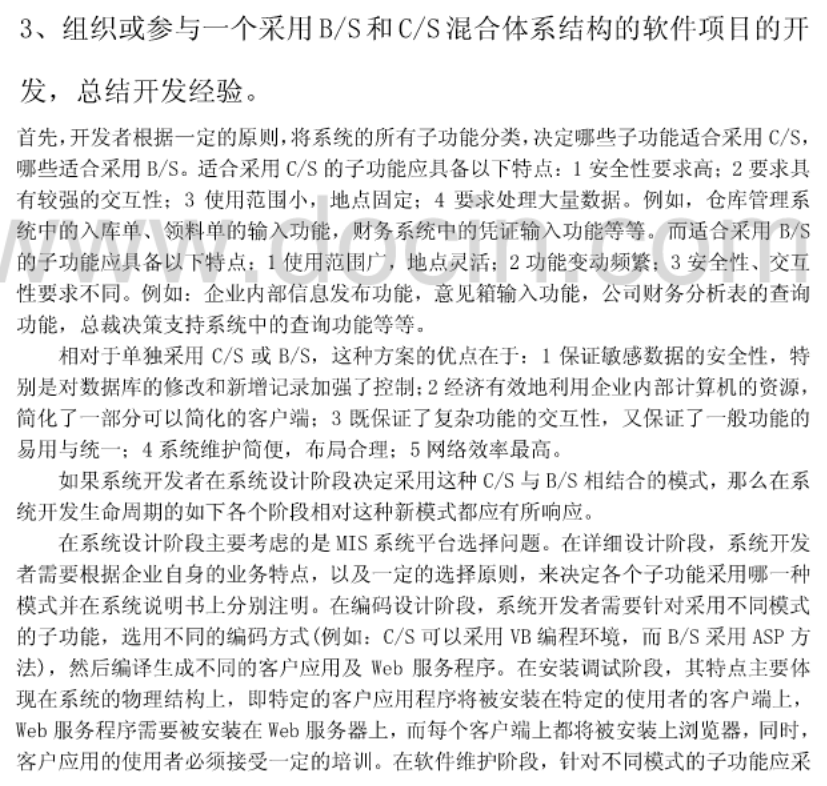 3、组织或参与一个采用B/S和C/S混合体系结构的软件项目的开
发，总结开发经验。
首先,开发者根据一定的原则,将系统的所有子功能分类,决定哪些子功能适合采用 C/S,
哪些适合采用 B/S。适合采用 C/S 的子功能应具备以下特点：1 安全性要求高；2 要求具
有较强的交互性；3 使用范围小，地点固定；4 要求处理大量数据。例如，仓库管理系
统中的入库单、领料单的输入功能，财务系统中的凭证输入功能等等。而适合采用 B/S
的子功能应具备以下特点：1 使用范围广，地点灵活；2 功能变动频繁；3 安全性、交互
性要求不同。例如：企业内部信息发布功能，意见箱输入功能，公司财务分析表的查询
功能，总裁决策支持系统中的查询功能等等。
相对于单独采用 C/S 或 B/S，这种方案的优点在于：1 保证敏感数据的安全性，特
别是对数据库的修改和新增记录加强了控制；2 经济有效地利用企业内部计算机的资源，
简化了一部分可以简化的客户端；3 既保证了复杂功能的交互性，又保证了一般功能的
易用与统一；4 系统维护简便，布局合理；5 网络效率最高。
如果系统开发者在系统设计阶段决定采用这种 C/S 与 B/S 相结合的模式，那么在系
统开发生命周期的如下各个阶段相对这种新模式都应有所响应。
在系统设计阶段主要考虑的是 MIS 系统平台选择问题。在详细设计阶段，系统开发
者需要根据企业自身的业务特点，以及一定的选择原则，来决定各个子功能采用哪一种
模式并在系统说明书上分别注明。在编码设计阶段，系统开发者需要针对采用不同模式
的子功能，选用不同的编码方式(例如：C/S 可以采用 VB 编程环境，而 B/S 采用 ASP 方
法)，然后编译生成不同的客户应用及 Web 服务程序。在安装调试阶段，其特点主要体
现在系统的物理结构上，即特定的客户应用程序将被安装在特定的使用者的客户端上，
Web 服务程序需要被安装在 Web 服务器上，而每个客户端上都将被安装上浏览器，同时，
客户应用的使用者必须接受一定的培训。在软件维护阶段，针对不同模式的子功能应采
www.docin.com